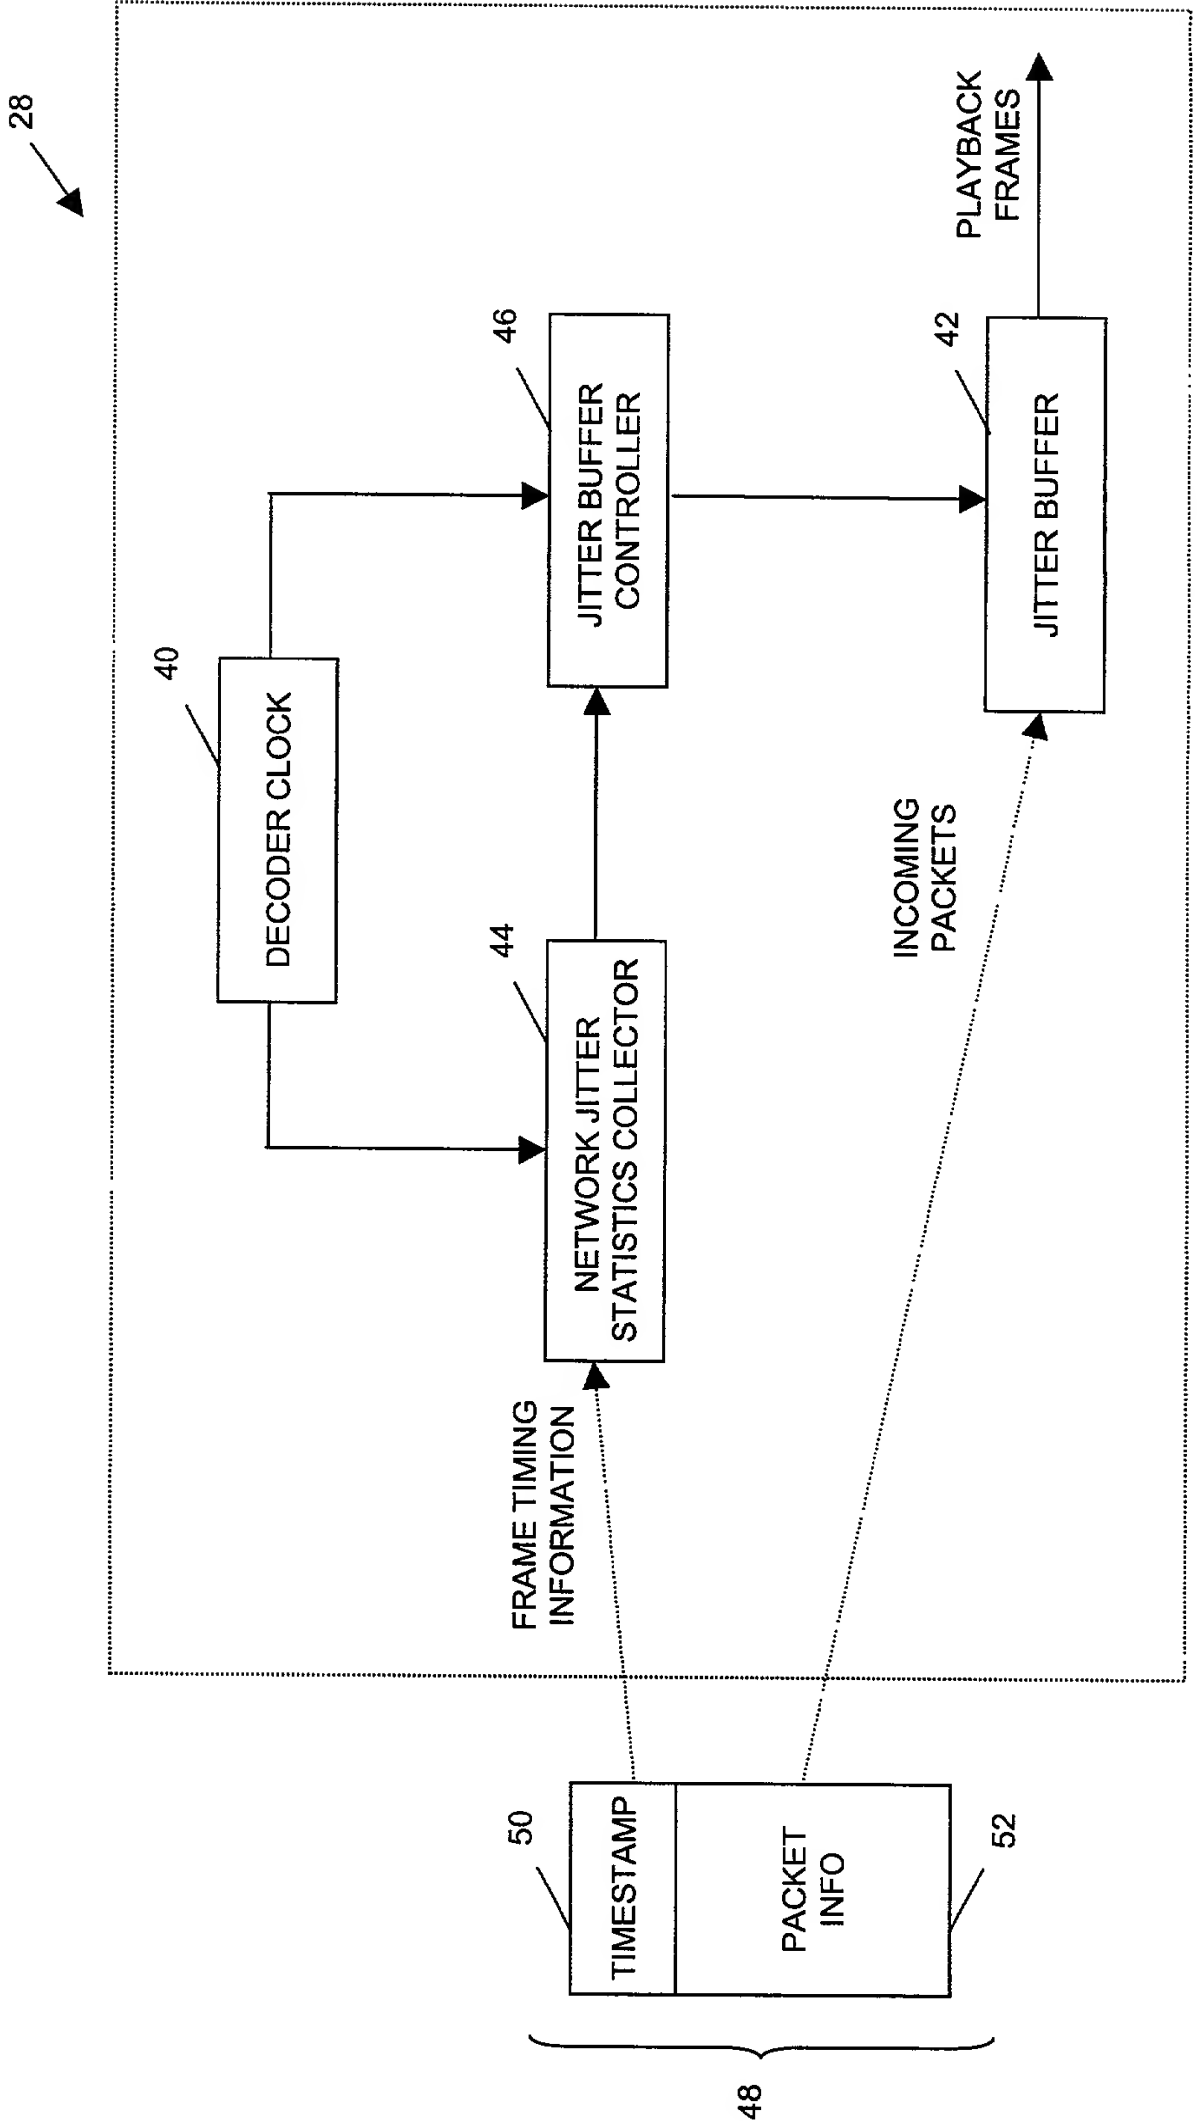 28
40
DECODER CLOCK
44
NETWORK JITTER
STATISTICS COLLECTOR
46
JITTER BUFFER
CONTROLLER
FRAME TIMING
INFORMATION
50
TIMESTAMP
PACKET
INFO
52
48
INCOMING
PACKETS
42
JITTER BUFFER
PLAYBACK
FRAMES